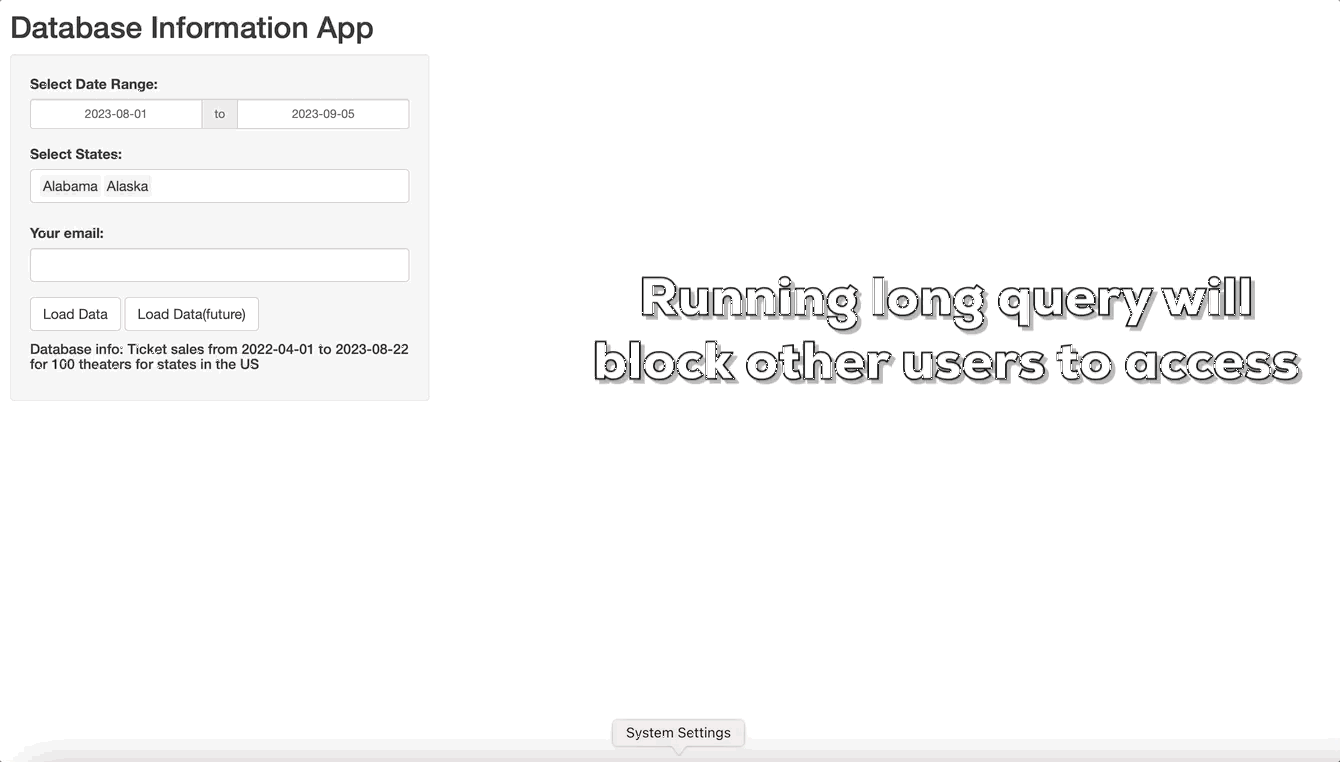 Database Information App
Select Date Range:
2023-08-01 to 2023-09-05
Select States:
Alabama Alaska
Your email:
Load Data Load Data(future)
Database info: Ticket sales from 2022-04-01 to 2023-08-22
for 100 theaters for states in the US
Running long query will
block other users to access
System Settings